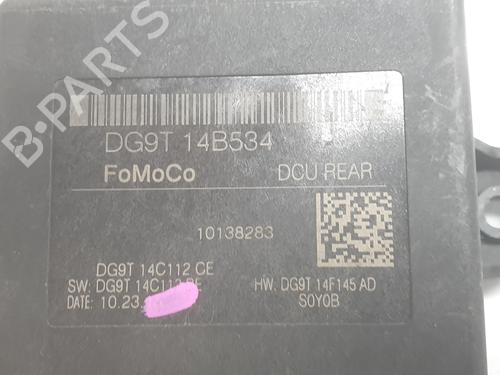 B-PARTS
DG9T 14B534
FoMoCo DCU REAR
10138283
DG9T 14C112 CE
SW: DG9T 14C112 HW. DG9T 14F145 AD
DATE: 10.23. S0Y0B